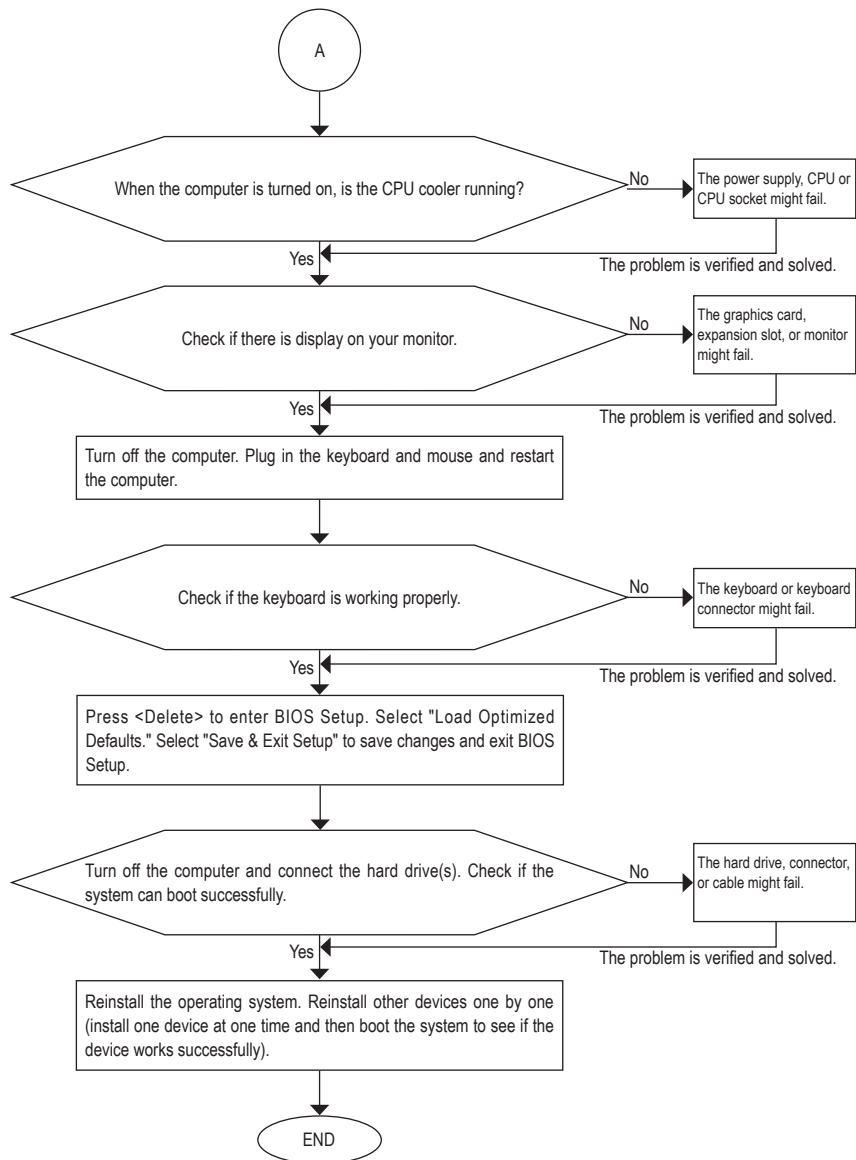 A
When the computer is turned on, is the CPU cooler running?
No
The power supply, CPU or
CPU socket might fail.
Yes
The problem is verified and solved.
Check if there is display on your monitor.
No
The graphics card,
expansion slot, or monitor
might fail.
Yes
The problem is verified and solved.
Turn off the computer. Plug in the keyboard and mouse and restart
the computer.
Check if the keyboard is working properly.
No
The keyboard or keyboard
connector might fail.
Yes
The problem is verified and solved.
Press <Delete> to enter BIOS Setup. Select "Load Optimized
Defaults." Select "Save & Exit Setup" to save changes and exit BIOS
Setup.
Turn off the computer and connect the hard drive(s). Check if the
system can boot successfully.
No
The hard drive, connector,
or cable might fail.
Yes
The problem is verified and solved.
Reinstall the operating system. Reinstall other devices one by one
(install one device at one time and then boot the system to see if the
device works successfully).
END